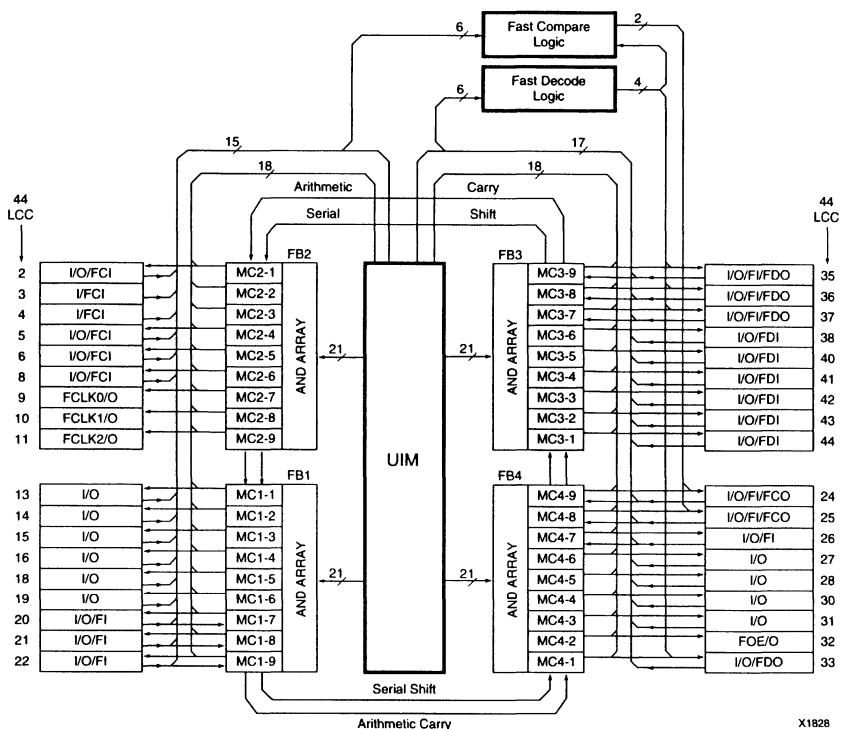 Fast Compare
Logic
6
2
Fast Decode
Logic
6
4
15
17
18
18
Arithmetic Carry
Serial Shift
44
LCC
44
LCC
FB2
FB3
2 I/O/FCI MC2-1 MC3-9 I/O/FI/FDO 35
3 I/FCI MC2-2 MC3-8 I/O/FI/FDO 36
4 I/FCI MC2-3 MC3-7 I/O/FI/FDO 37
5 I/O/FCI MC2-4 MC3-6 I/O/FDI 38
6 I/O/FCI MC2-5 MC3-5 I/O/FDI 40
8 I/O/FCI MC2-6 MC3-4 I/O/FDI 41
9 FCLK0/O MC2-7 MC3-3 I/O/FDI 42
10 FCLK1/O MC2-8 MC3-2 I/O/FDI 43
11 FCLK2/O MC2-9 MC3-1 I/O/FDI 44
AND ARRAY
21
21
AND ARRAY
UIM
FB1
FB4
13 I/O MC1-1 MC4-9 I/O/FI/FCO 24
14 I/O MC1-2 MC4-8 I/O/FI/FCO 25
15 I/O MC1-3 MC4-7 I/O/FI 26
16 I/O MC1-4 MC4-6 I/O 27
18 I/O MC1-5 MC4-5 I/O 28
19 I/O MC1-6 MC4-4 I/O 30
20 I/O/FI MC1-7 MC4-3 I/O 31
21 I/O/FI MC1-8 MC4-2 FOE/O 32
22 I/O/FI MC1-9 MC4-1 I/O/FDO 33
AND ARRAY
21
21
AND ARRAY
Serial Shift
Arithmetic Carry
X1828